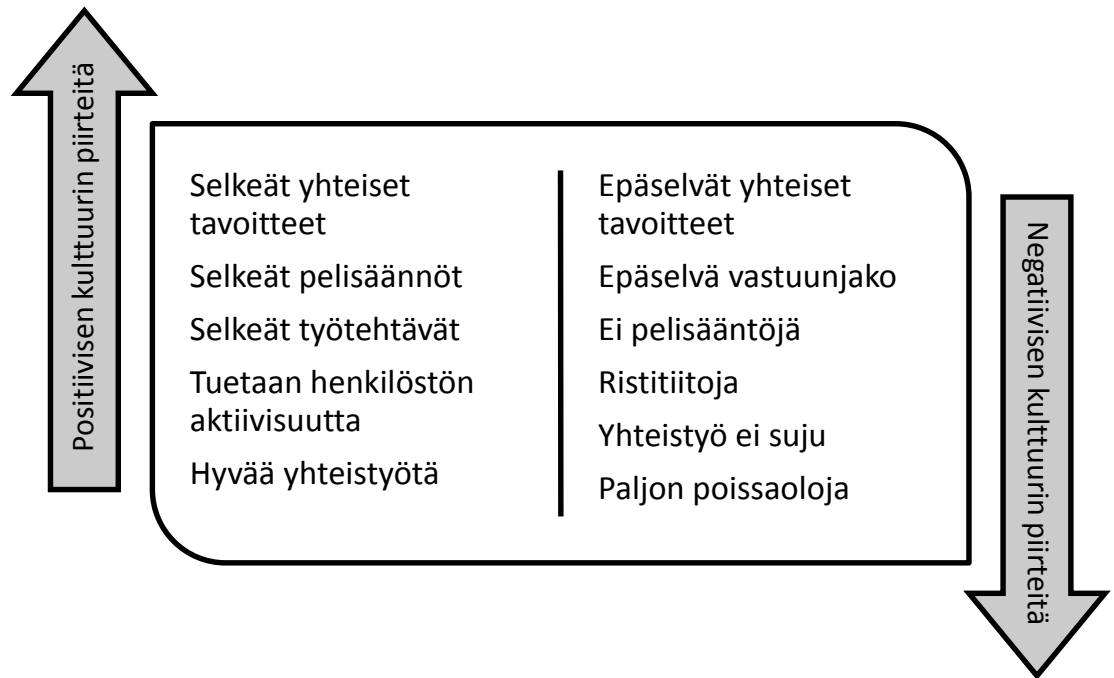 Positiivisen kulttuurin piirteitä
Selkeät yhteiset
tavoitteet
Selkeät pelisäännöt
Selkeät työtehtävät
Tuetaan henkilöstön
aktiivisuutta
Hyvää yhteistyötä
Epäselvät yhteiset
tavoitteet
Epäselvä vastuunjako
Ei pelisääntöjä
Ristitiitoja
Yhteistyö ei suju
Paljon poissaoloja
Negatiivisen kulttuurin piirteitä